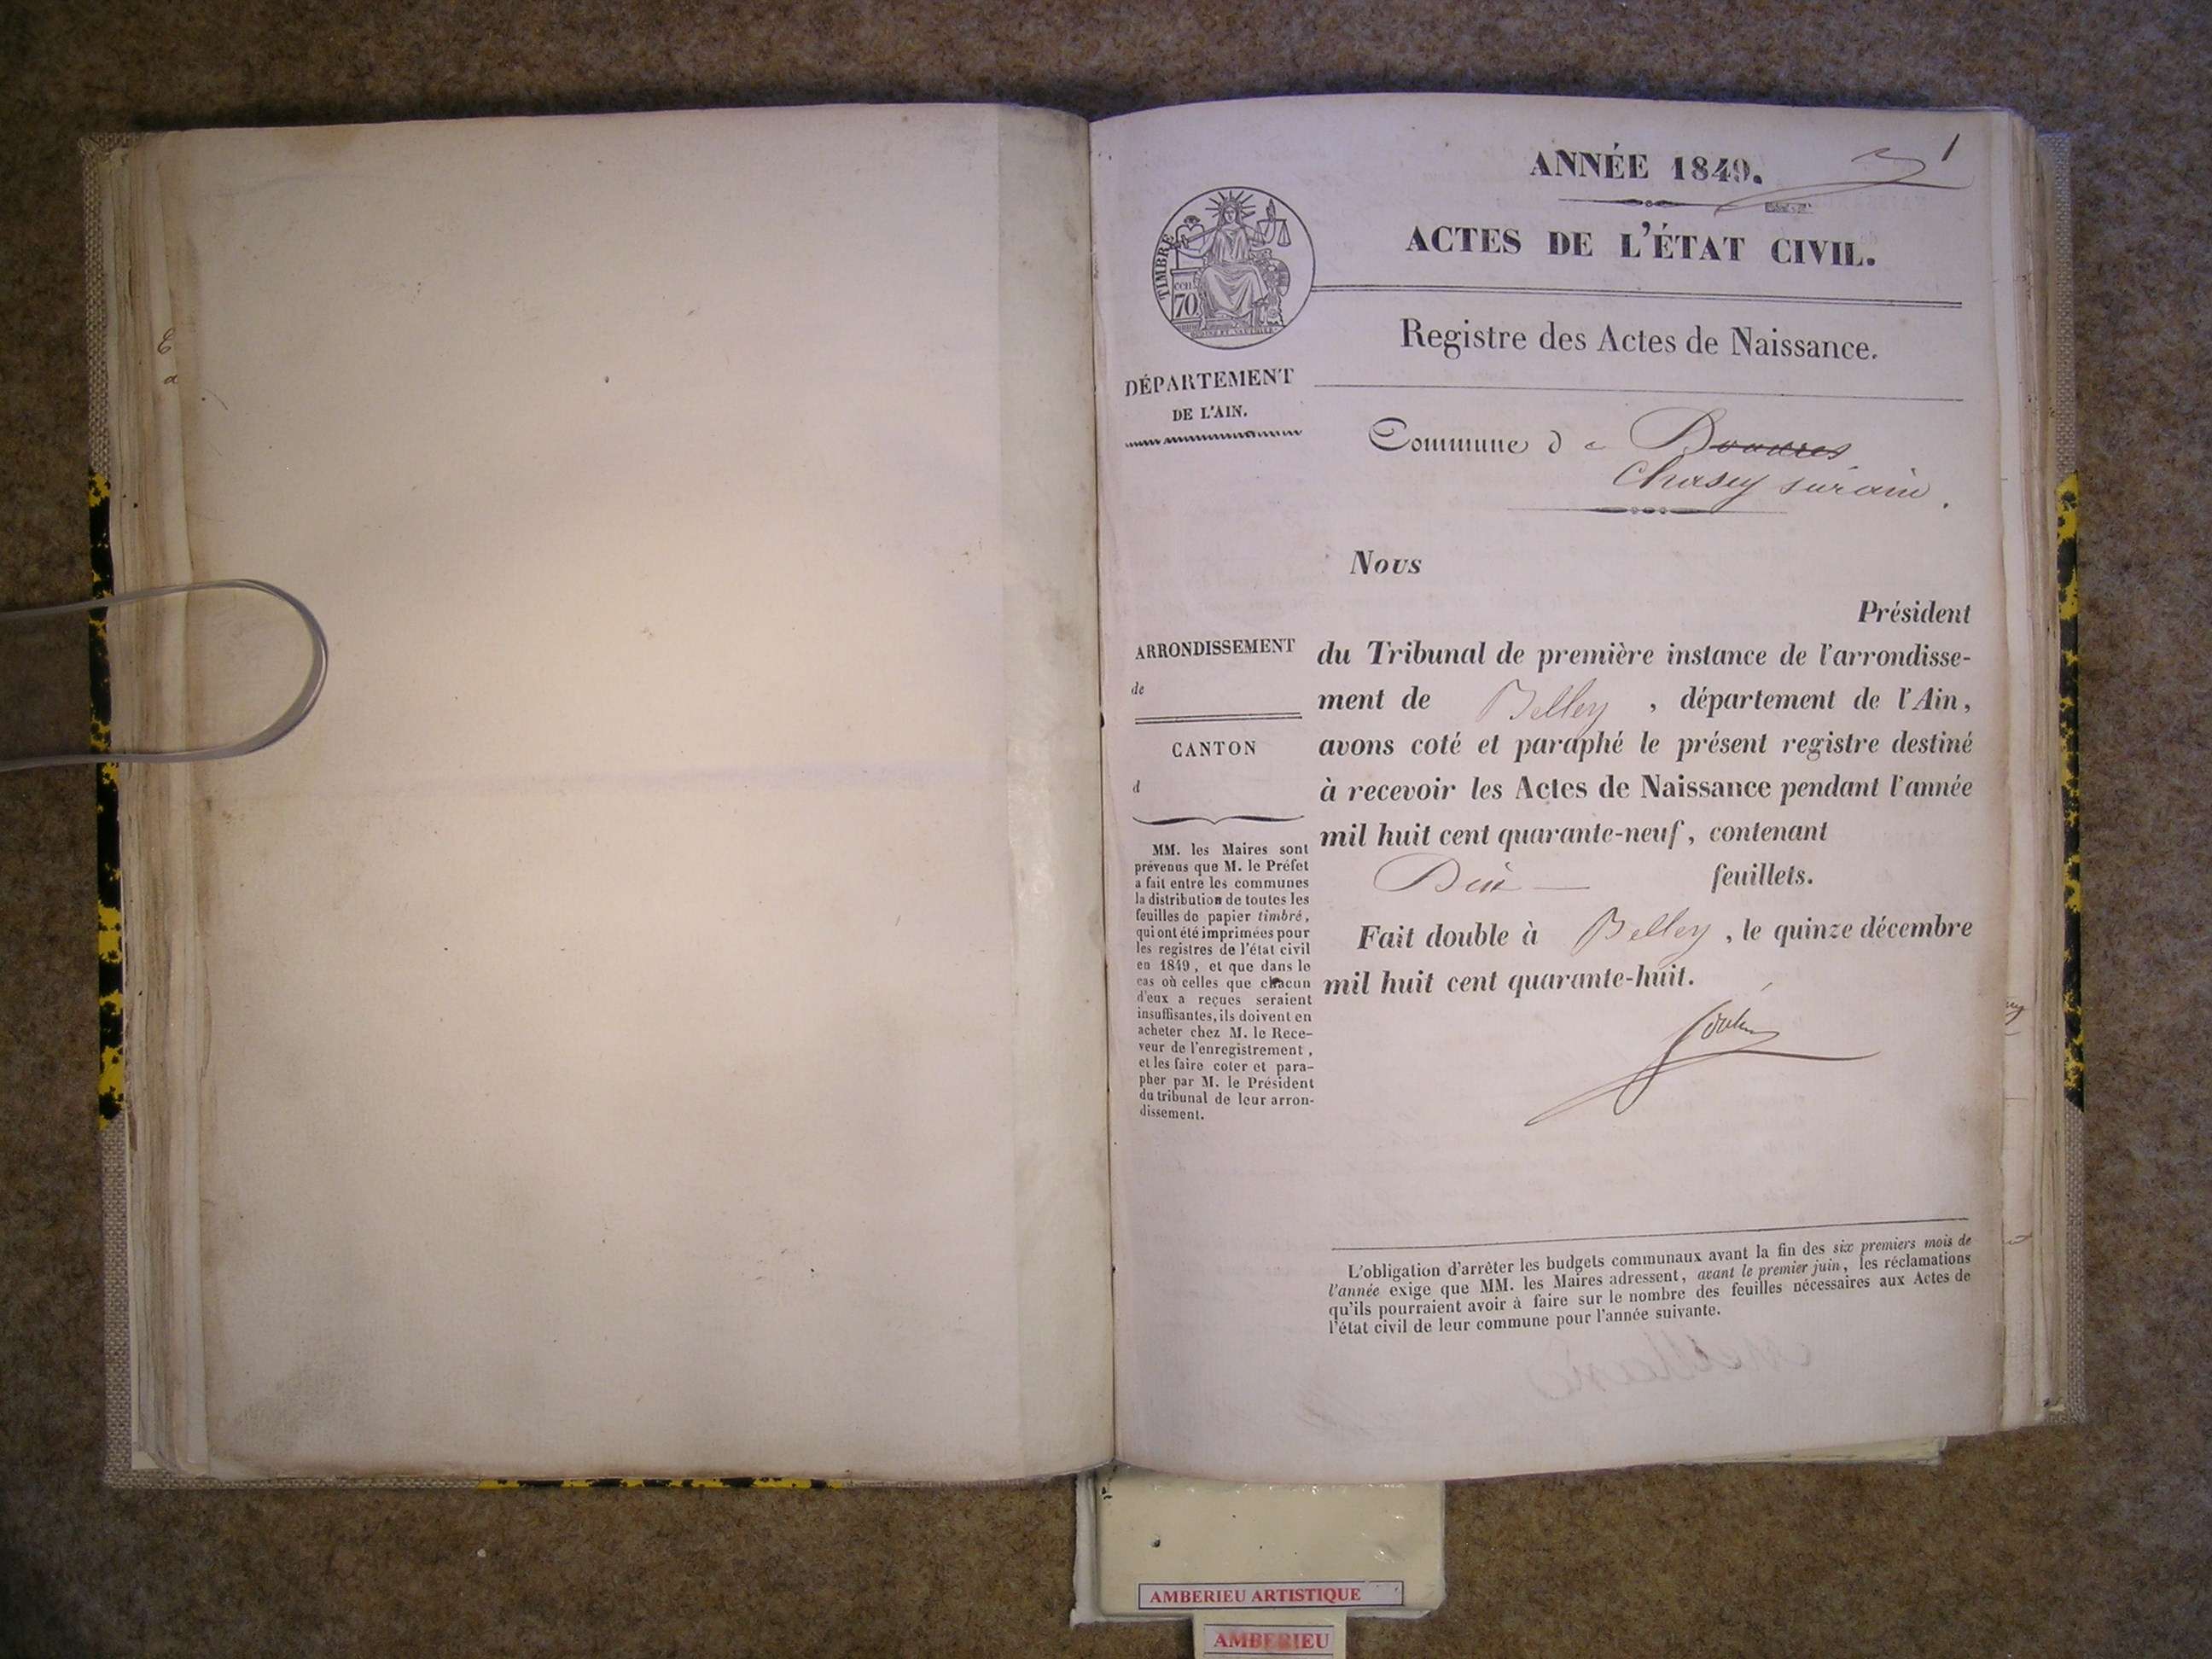 1
ANNÉE 1849.
ACTES DE L'ÉTAT CIVIL.
TIMBRE
CEN.
70
Registre des Actes de Naissance.
DÉPARTEMENT
DE L'AIN.
Commune d e Douvres
Chasey sur ain.
Nous
Président
du Tribunal de première instance de l'arrondisse-
ment de Belley, département de l'Ain,
avons coté et paraphé le présent registre destiné
à recevoir les Actes de Naissance pendant l'année
mil huit cent quarante-neuf, contenant
Dix feuillets.
Fait double à Belley, le quinze décembre
mil huit cent quarante-huit.
ARRONDISSEMENT
de
CANTON
d
MM. les Maires sont
prévenus que M. le Préfet
a fait entre les communes
la distribution de toutes les
feuilles de papier timbré,
qui ont été imprimées pour
les registres de l'état civil
en 1849, et que dans le
cas où celles que chacun
d'eux a reçues seraient
insuffisantes, ils doivent en
acheter chez M. le Rece-
veur de l'enregistrement,
et les faire coter et para-
pher par M. le Président
du tribunal de leur arron-
dissement.
L'obligation d'arrêter les budgets communaux avant la fin des six premiers mois de
l'année exige que MM. les Maires adressent, avant le premier juin, les réclamations
qu'ils pourraient avoir à faire sur le nombre des feuilles nécessaires aux Actes de
l'état civil de leur commune pour l'année suivante.
AMBERIEU ARTISTIQUE
AMBERIEU